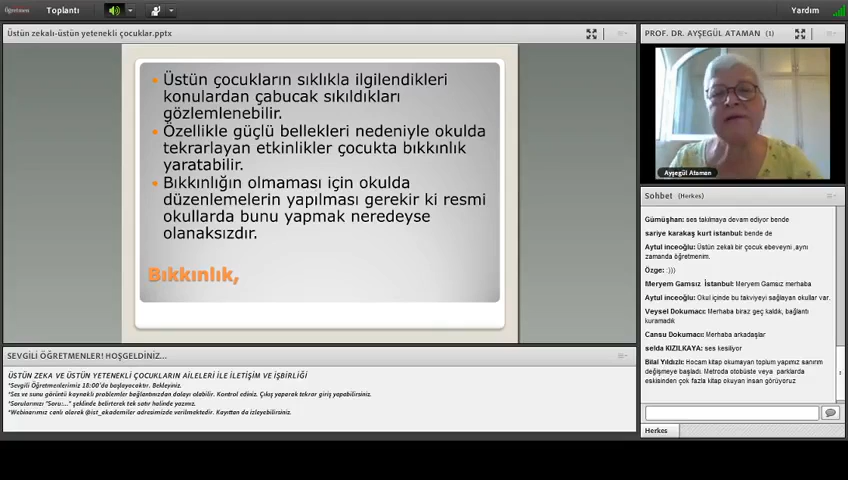 Öğretmen Toplantı Yardım
Üstün zekalı-üstün yetenekli çocuklar.pptx
• Üstün çocukların sıklıkla ilgilendikleri
konulardan çabucak sıkıldıkları
gözlemlenebilir.
• Özellikle güçlü bellekleri nedeniyle okulda
tekrarlayan etkinlikler çocukta bıkkınlık
yaratabilir.
• Bıkkınlığın olmaması için okulda
düzenlemelerin yapılması gerekir ki resmi
okullarda bunu yapmak neredeyse
olanaksızdır.
Bıkkınlık,
SEVGİLİ ÖĞRETMENLER! HOŞGELDİNİZ...
ÜSTÜN ZEKA VE ÜSTÜN YETENEKLİ ÇOCUKLARIN AİLELERİ İLE İLETİŞİM VE İŞBİRLİĞİ
*Sevgili Öğretmenlerimiz 18:00'de başlayacaktır. Bekleyiniz.
*Ses ve sunu görüntü kaynaklı problemler bağlantınızdan dolayı olabilir. Kontrol ediniz. Çıkış yaparak tekrar giriş yapabilirsiniz.
*Sorularınızı "Soru:..." şeklinde belirterek tek satır halinde yazınız.
*Webinarımız canlı olarak @ist_akademiler adresimizde verilmektedir. Kayıttan da izleyebilirsiniz.
PROF. DR. AYŞEGÜL ATAMAN (1)
Ayşegül Ataman
Sohbet (Herkes)
Gümüşhan: ses takılmaya devam ediyor bende
sariye karakaş kurt istanbul: bende de
Aytul inceoğlu: Üstün zekalı bir çocuk ebeveyni ,aynı
zamanda öğretmenim.
Özge: :)))
Meryem Gamsız İstanbul: Meryem Gamsız merhaba
Aytul inceoğlu: Okul içinde bu takviyeyi sağlayan okullar var.
Veysel Dokumacı: Merhaba biraz geç kaldık, bağlantı
kuramadık
Cansu Dokumacı: Merhaba arkadaşlar
selda KIZILKAYA: ses kesiliyor
Bilal Yıldızlı: Hocam kitap okumayan toplum yapımız sanırım
değişmeye başladı. Metroda otobüste veya parklarda
eskisinden çok fazla kitap okuyan insan görüyoruz
Herkes